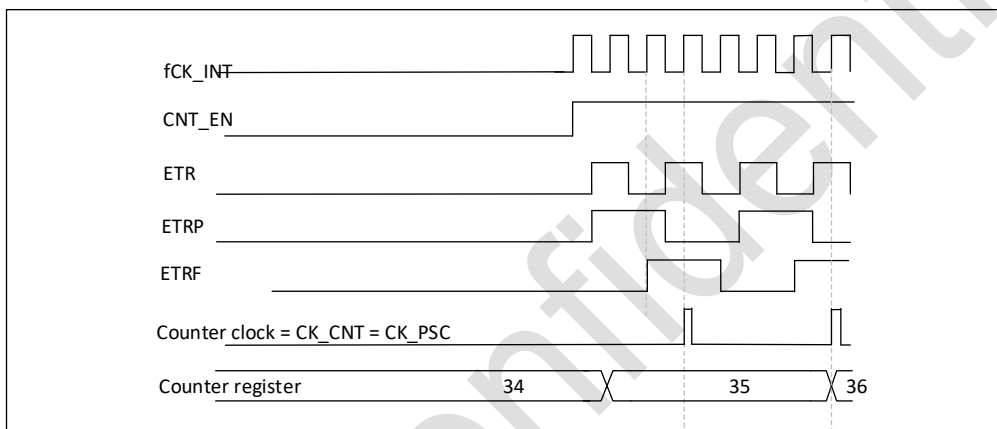 fCK_INT
CNT_EN
ETR
ETRP
ETRF
Counter clock = CK_CNT = CK_PSC
Counter register 34 35 36